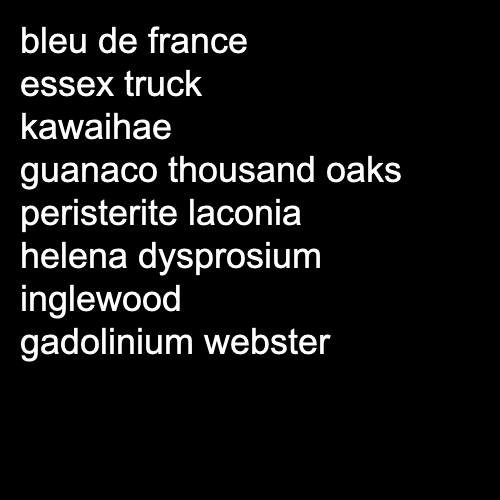 bleu de france
essex truck
kawaihae
guanaco thousand oaks
peristerite laconia
helena dysprosium
inglewood
gadolinium webster